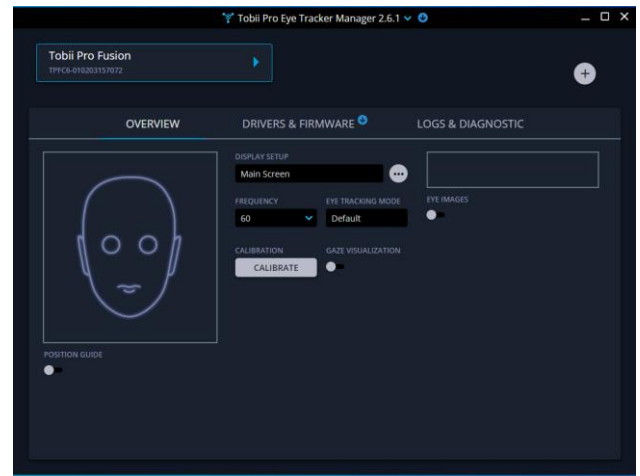 Tobii Pro Eye Tracker Manager 2.6.1
Tobii Pro Fusion
TPFC6-010203157072
OVERVIEW
DRIVERS & FIRMWARE
LOGS & DIAGNOSTIC
DISPLAY SETUP
Main Screen
FREQUENCY
EYE TRACKING MODE
EYE IMAGES
60
Default
CALIBRATION
GAZE VISUALIZATION
CALIBRATE
POSITION GUIDE